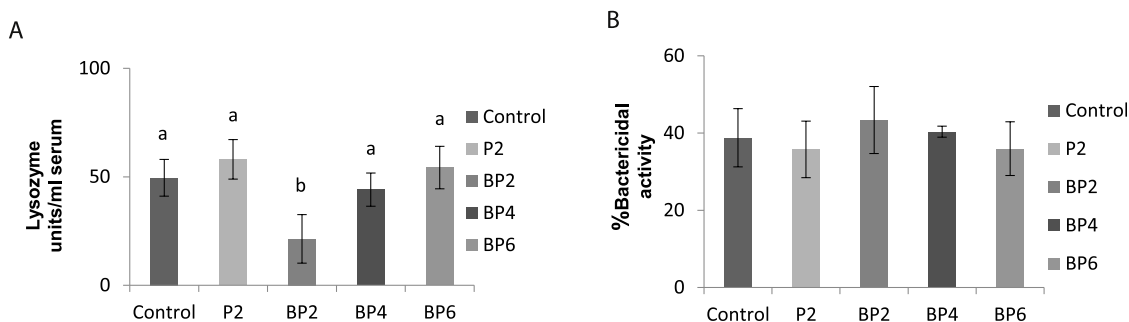 A
Lysozyme
units/ml serum
100
50
0
a
a
b
a
a
Control
P2
BP2
BP4
BP6
Control
P2
BP2
BP4
BP6
B
%Bactericidal
activity
60
40
20
0
Control
P2
BP2
BP4
BP6
Control
P2
BP2
BP4
BP6